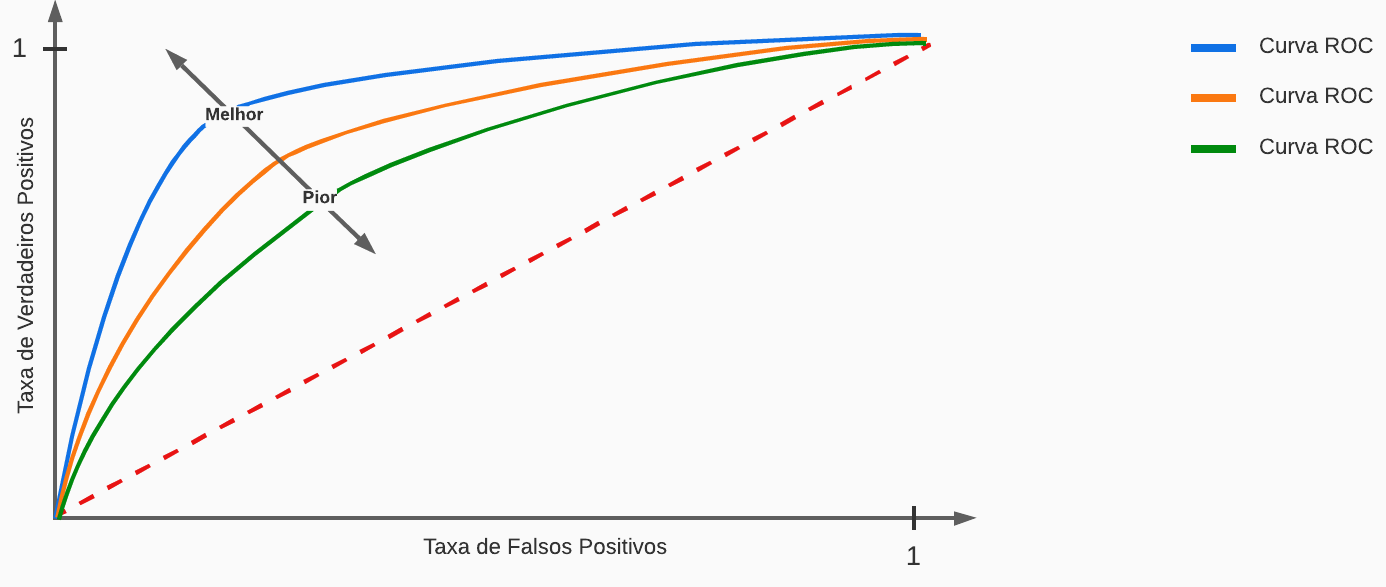 1
Curva ROC
Curva ROC
Curva ROC
Melhor
Pior
Taxa de Verdadeiros Positivos
Taxa de Falsos Positivos
1